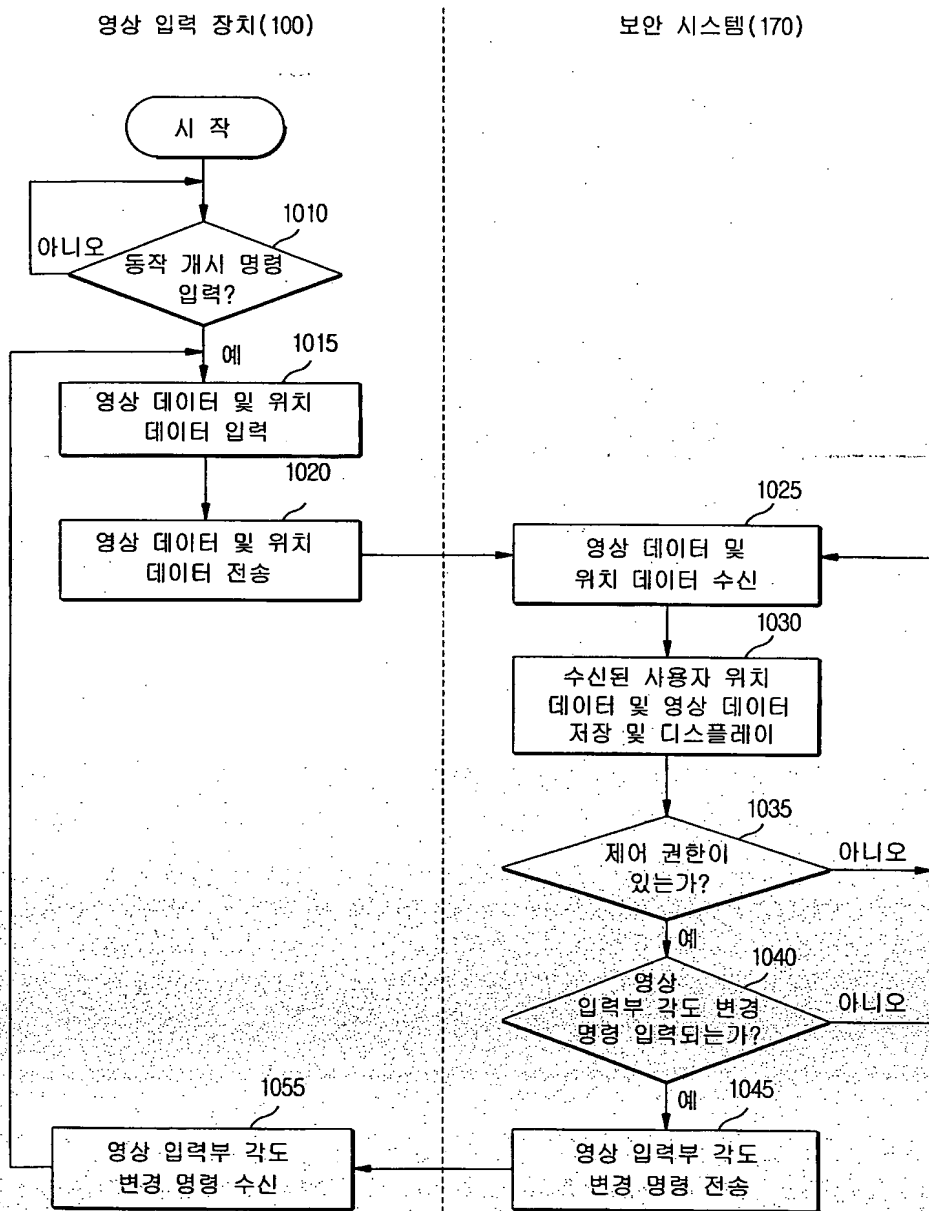 영상 입력 장치(100)
보안 시스템(170)
시 작
1010
아니오
동작 개시 명령
입력?
예
1015
영상 데이터 및 위치
데이터 입력
1020
영상 데이터 및 위치
데이터 전송
1025
영상 데이터 및
위치 데이터 수신
1030
수신된 사용자 위치
데이터 및 영상 데이터
저장 및 디스플레이
1035
제어 권한이
있는가?
아니오
예
1040
영상
입력부 각도 변경
명령 입력되는가?
아니오
예
1045
영상 입력부 각도
변경 명령 전송
1055
영상 입력부 각도
변경 명령 수신